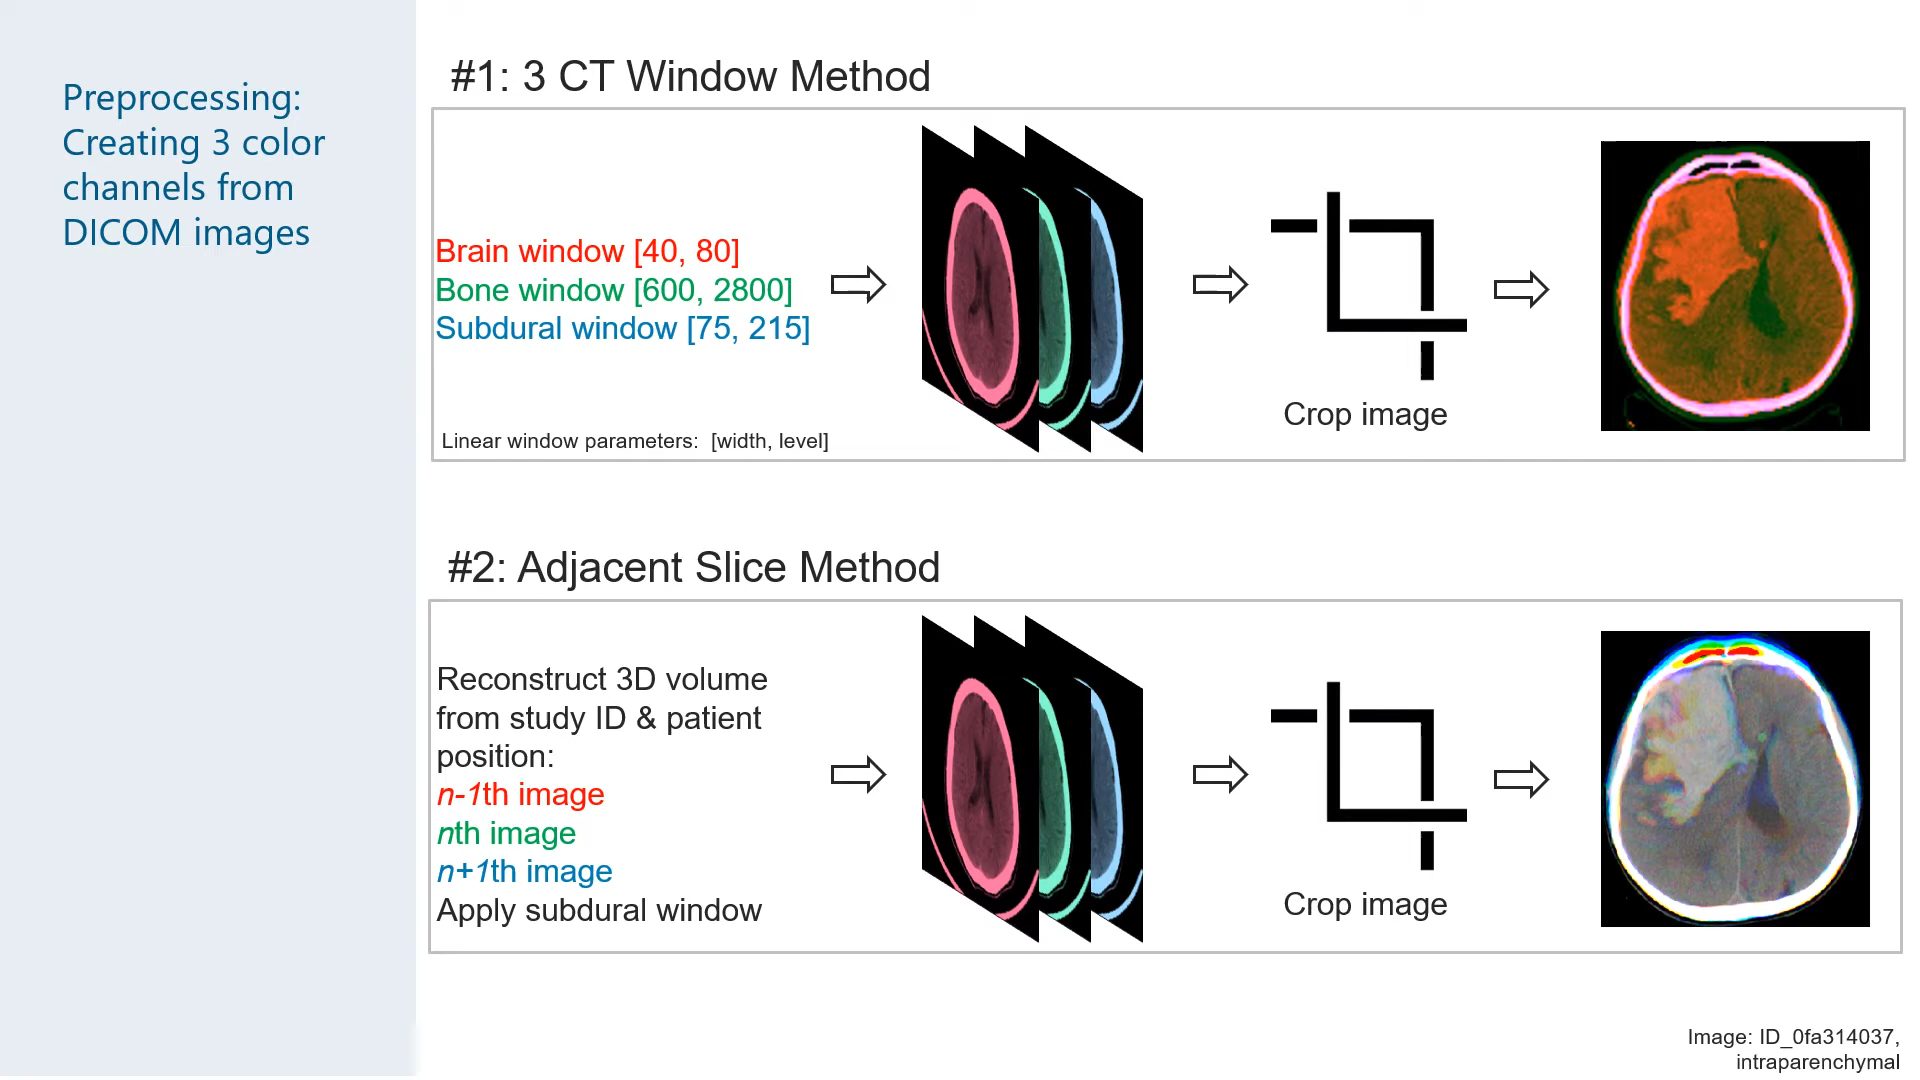 Preprocessing:
Creating 3 color
channels from
DICOM images
#1: 3 CT Window Method
Brain window [40, 80]
Bone window [600, 2800]
Subdural window [75, 215]
Linear window parameters:  [width, level]
Crop image
#2: Adjacent Slice Method
Reconstruct 3D volume
from study ID & patient
position:
n-1th image
nth image
n+1th image
Apply subdural window
Crop image
Image: ID_0fa314037,
intraparenchymal